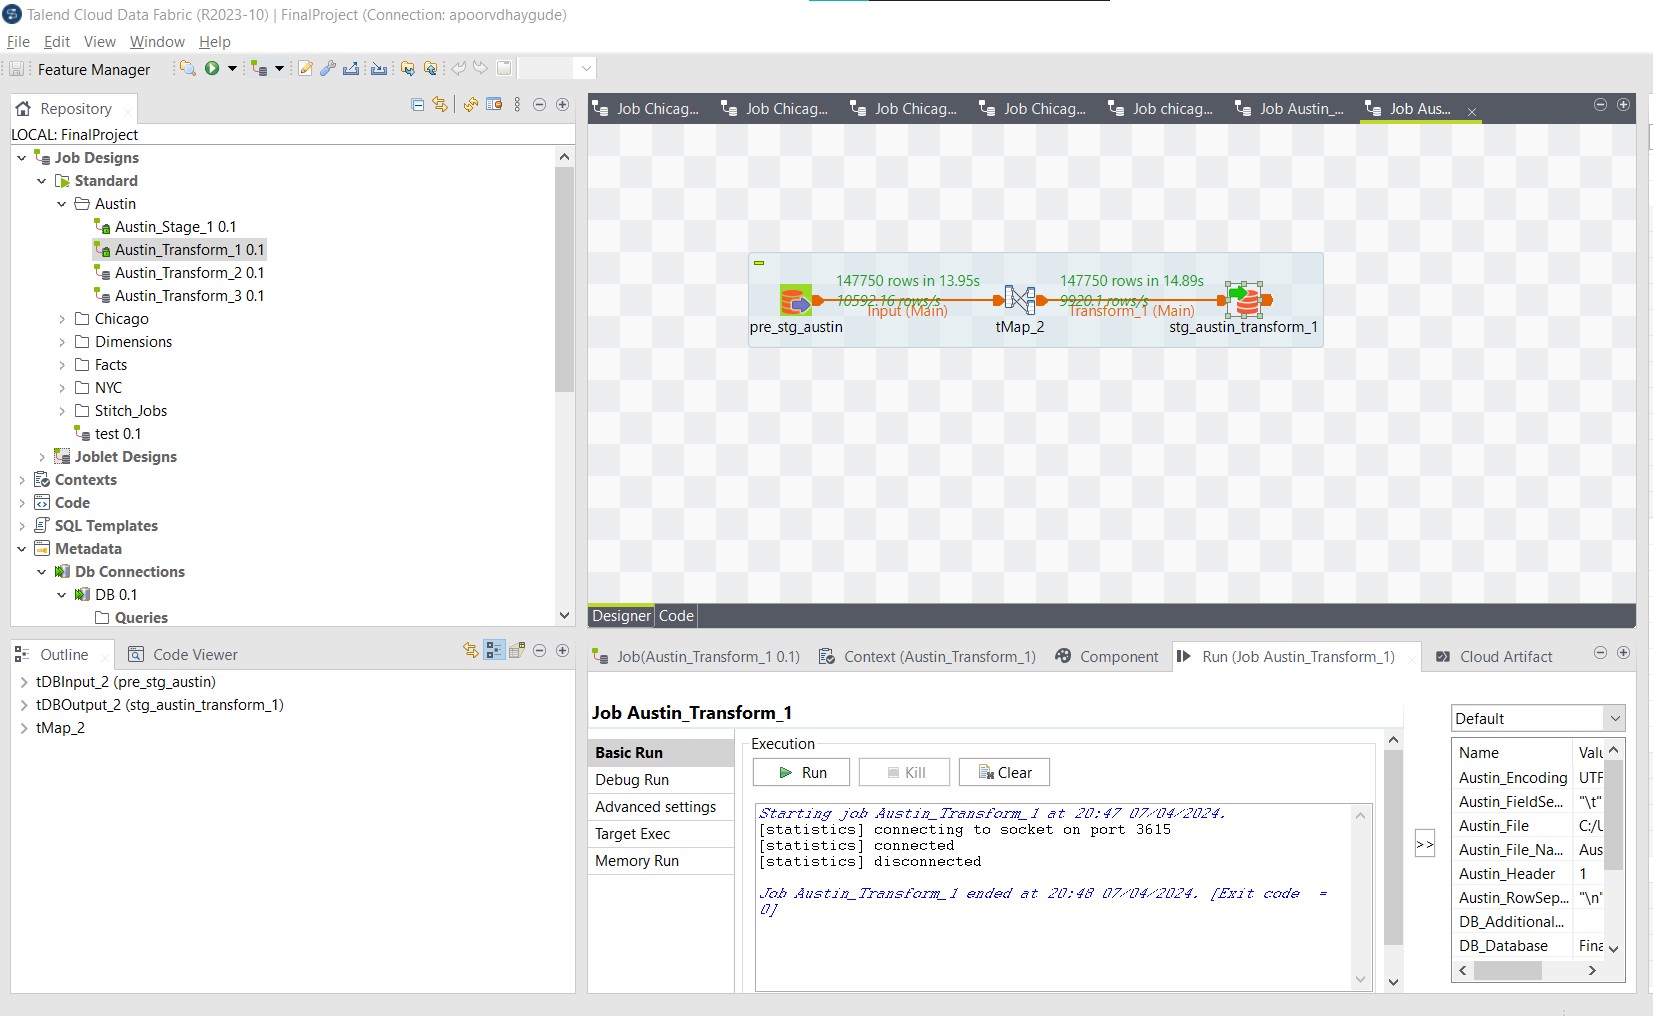 Talend Cloud Data Fabric (R2023-10) | FinalProject (Connection: apoorvdhaygude)
File Edit View Window Help
Feature Manager
Repository
LOCAL: FinalProject
Job Designs
Standard
Austin
Austin_Stage_1 0.1
Austin_Transform_1 0.1
Austin_Transform_2 0.1
Austin_Transform_3 0.1
Chicago
Dimensions
Facts
NYC
Stitch_Jobs
test 0.1
Joblet Designs
Contexts
Code
SQL Templates
Metadata
Db Connections
DB 0.1
Queries
Job Chicag... Job Chicag... Job Chicag... Job Chicag... Job chicag... Job Austin_... Job Aus...
147750 rows in 13.95s
10592.16 rows/s
Input (Main)
147750 rows in 14.89s
9920.1 rows/s
Transform_1 (Main)
pre_stg_austin tMap_2 stg_austin_transform_1
Designer Code
Outline Code Viewer
tDBInput_2 (pre_stg_austin)
tDBOutput_2 (stg_austin_transform_1)
tMap_2
Job(Austin_Transform_1 0.1) Context (Austin_Transform_1) Component Run (Job Austin_Transform_1) Cloud Artifact
Job Austin_Transform_1
Basic Run
Debug Run
Advanced settings
Target Exec
Memory Run
Execution
Run Kill Clear
Starting job Austin_Transform_1 at 20:47 07/04/2024.
[statistics] connecting to socket on port 3615
[statistics] connected
[statistics] disconnected
Job Austin_Transform_1 ended at 20:48 07/04/2024. [Exit code =
0]
>>
Default
Name Valu
Austin_Encoding UTF
Austin_FieldSe... "\t"
Austin_File C:/U
Austin_File_Na... Aus
Austin_Header 1
Austin_RowSep... "\n"
DB_Additional...
DB_Database Fina